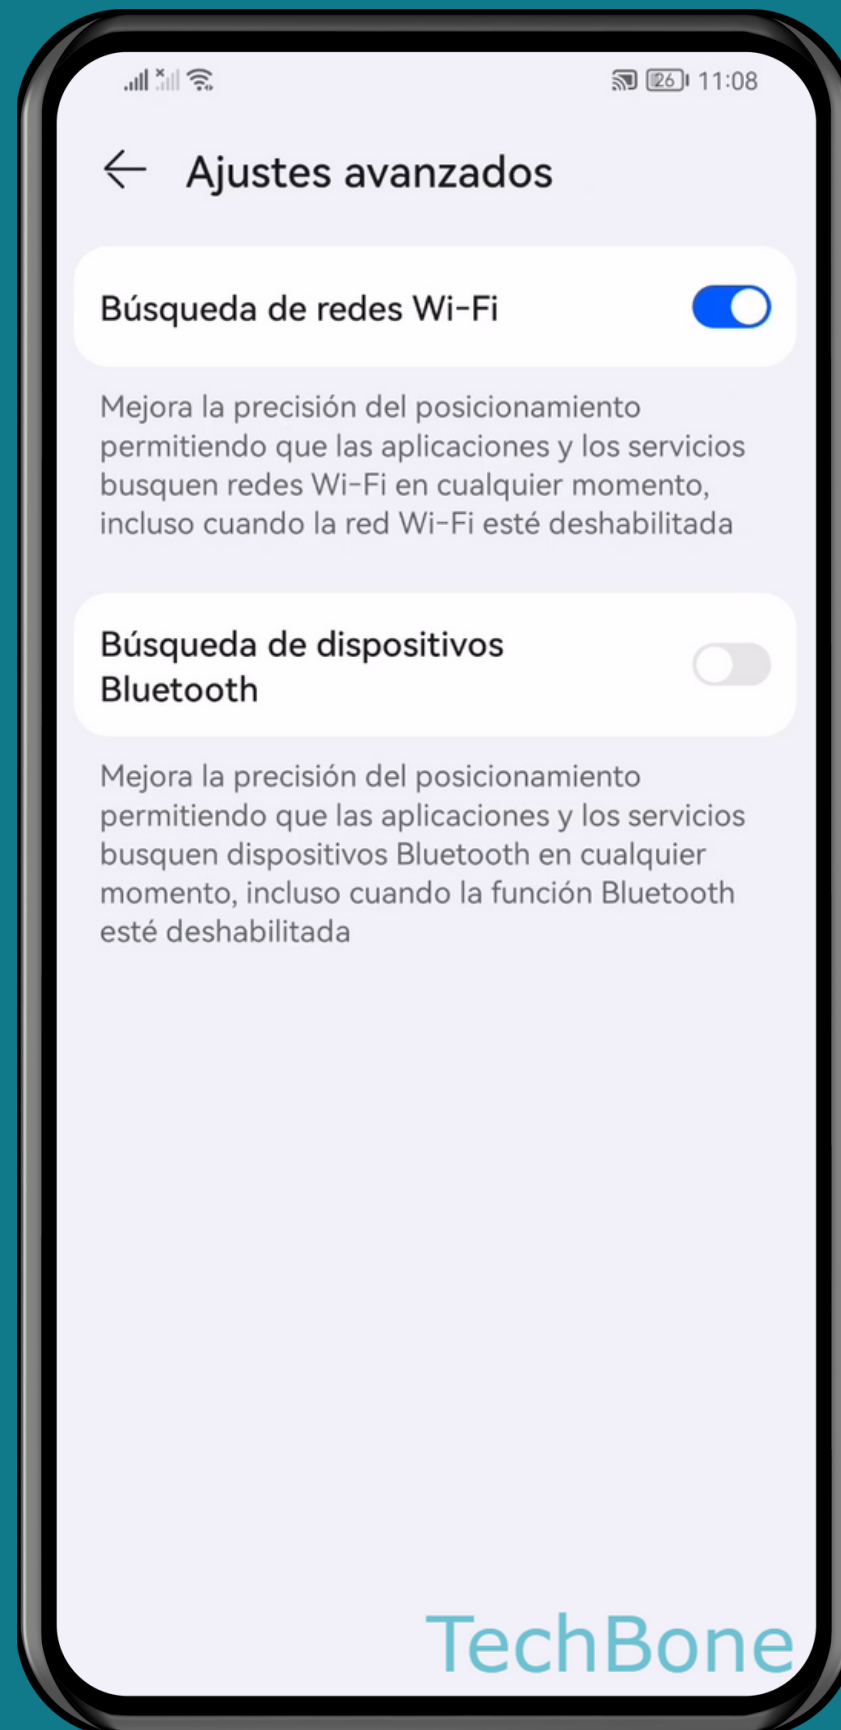 26 11:08
Ajustes avanzados
Búsqueda de redes Wi-Fi
Mejora la precisión del posicionamiento
permitiendo que las aplicaciones y los servicios
busquen redes Wi-Fi en cualquier momento,
incluso cuando la red Wi-Fi esté deshabilitada
Búsqueda de dispositivos
Bluetooth
Mejora la precisión del posicionamiento
permitiendo que las aplicaciones y los servicios
busquen dispositivos Bluetooth en cualquier
momento, incluso cuando la función Bluetooth
esté deshabilitada
TechBone